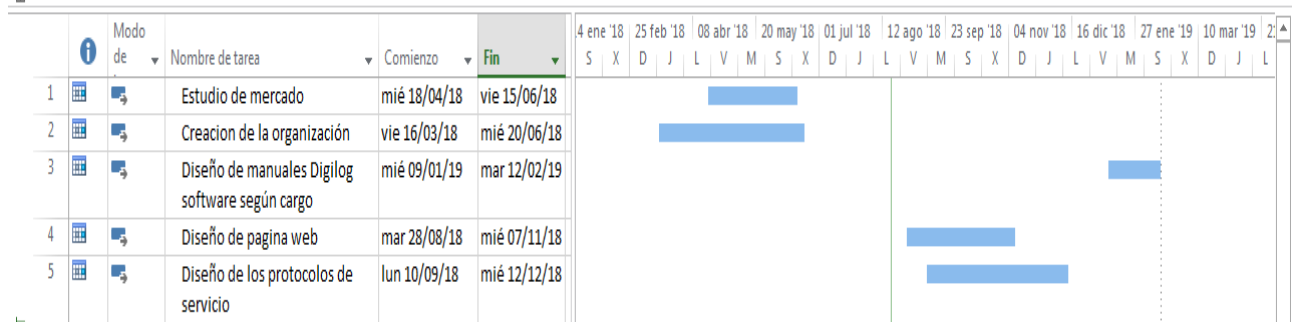 Modo de Nombre de tarea Comienzo Fin
4 ene '18 25 feb '18 08 abr '18 20 may '18 01 jul '18 12 ago '18 23 sep '18 04 nov '18 16 dic '18 27 ene '19 10 mar '19
S X D J L V M S X D J L V M S X D J L V M S X D J L
1 Estudio de mercado mié 18/04/18 vie 15/06/18
2 Creacion de la organización vie 16/03/18 mié 20/06/18
3 Diseño de manuales Digilog mié 09/01/19 mar 12/02/19
software según cargo
4 Diseño de pagina web mar 28/08/18 mié 07/11/18
5 Diseño de los protocolos de lun 10/09/18 mié 12/12/18
servicio